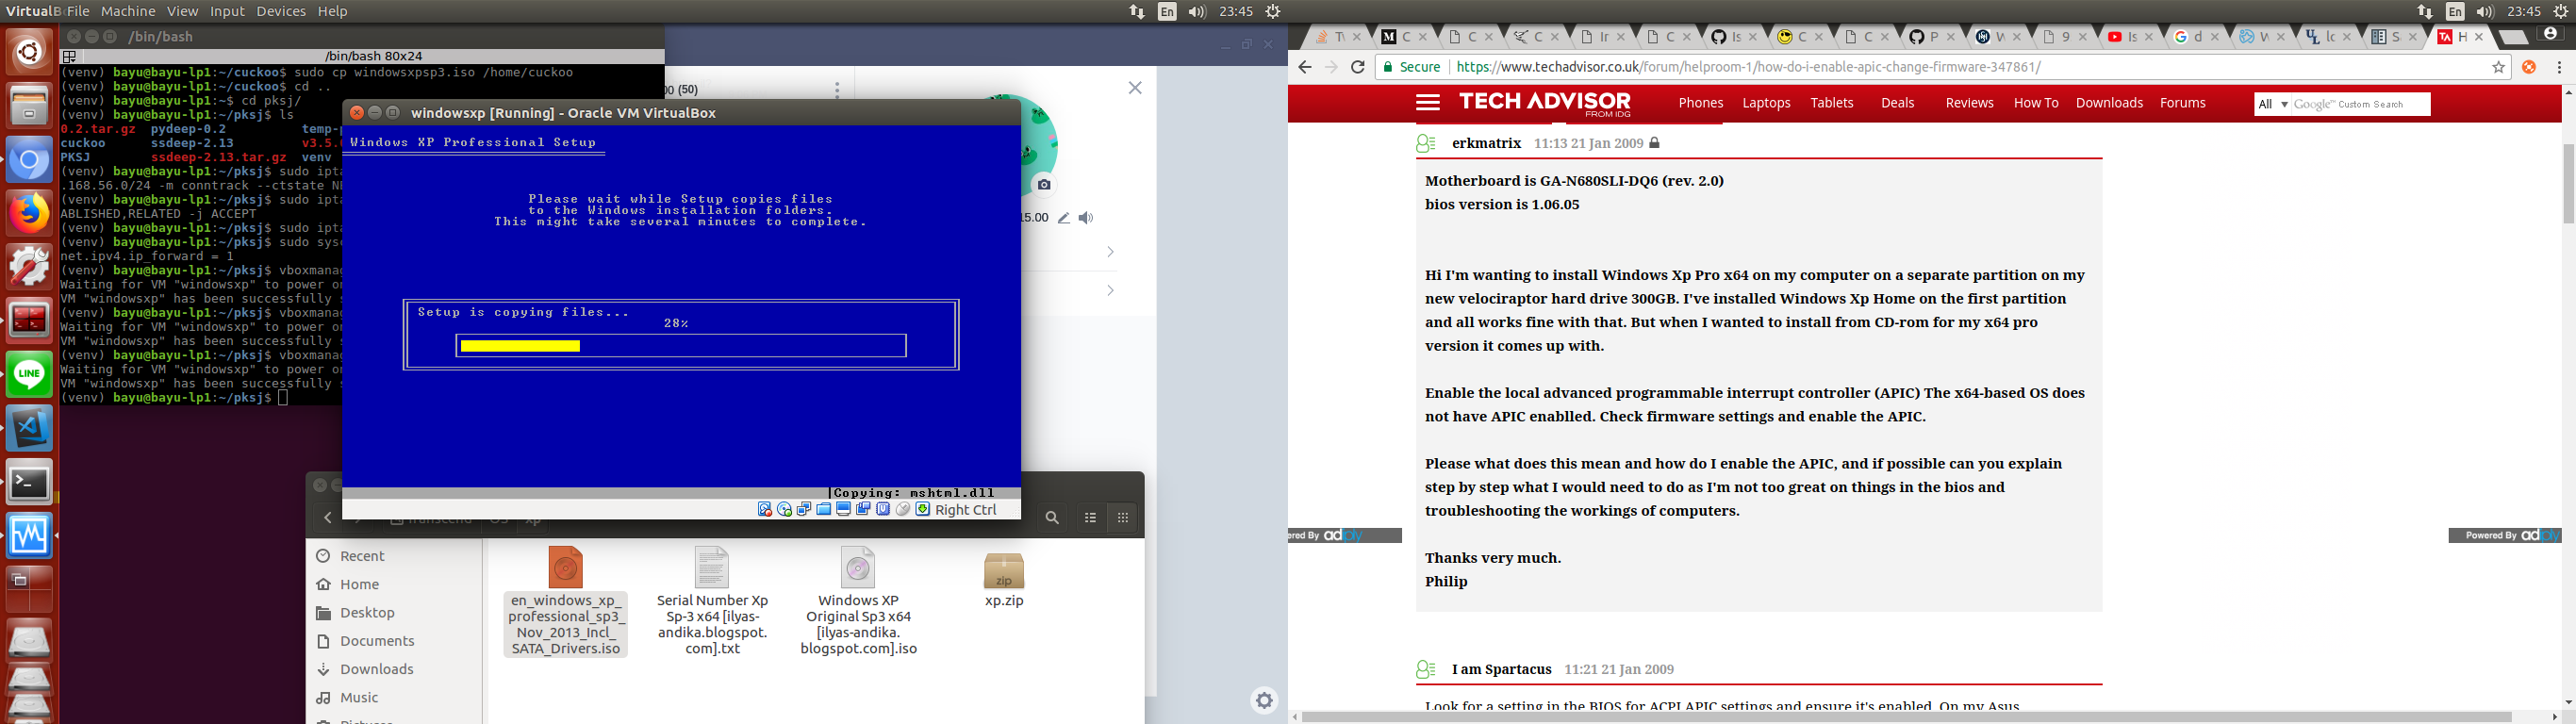 VirtualB File Machine View Input Devices Help
En 23:45
/bin/bash
/bin/bash 80x24
(venv) bayu@bayu-lp1:~/cuckoo$ sudo cp windowsxpsp3.iso /home/cuckoo
(venv) bayu@bayu-lp1:~/cuckoo$ cd ..
(venv) bayu@bayu-lp1:~$ cd pksj/
(venv) bayu@bayu-lp1:~/pksj$ ls
0.2.tar.gz pydeep-0.2 temp-
cuckoo ssdeep-2.13 v3.5.
PKSJ ssdeep-2.13.tar.gz venv
(venv) bayu@bayu-lp1:~/pksj$ sudo ipt
.168.56.0/24 -m conntrack --ctstate
(venv) bayu@bayu-lp1:~/pksj$ sudo ipt
ABLISHED,RELATED -j ACCEPT
(venv) bayu@bayu-lp1:~/pksj$ sudo ipt
(venv) bayu@bayu-lp1:~/pksj$ sudo sys
net.ipv4.ip_forward = 1
(venv) bayu@bayu-lp1:~/pksj$ vboxmana
Waiting for VM "windowsxp" to power o
VM "windowsxp" has been successfully s
(venv) bayu@bayu-lp1:~/pksj$ vboxmana
Waiting for VM "windowsxp" to power o
VM "windowsxp" has been successfully s
(venv) bayu@bayu-lp1:~/pksj$ vboxmana
Waiting for VM "windowsxp" to power o
VM "windowsxp" has been successfully s
(venv) bayu@bayu-lp1:~/pksj$
(50)
5.00
LINE
windowsxp [Running] - Oracle VM VirtualBox
Windows XP Professional Setup
Please wait while Setup copies files
to the Windows installation folders.
This might take several minutes to complete.
Setup is copying files...
28%
Copying: mshtml.dll
Right Ctrl
Transcend OS xp
Recent
Home
Desktop
Documents
Downloads
Music
en_windows_xp_
professional_sp3_
Nov_2013_Incl_
SATA_Drivers.iso
Serial Number Xp
Sp-3 x64 [ilyas-
andika.blogspot.
com].txt
Windows XP
Original Sp3 x64
[ilyas-andika.
blogspot.com].iso
zip
xp.zip
En 23:45
Secure https://www.techadvisor.co.uk/forum/helproom-1/how-do-i-enable-apic-change-firmware-347861/
TECH ADVISOR
FROM IDG
Phones Laptops Tablets Deals Reviews How To Downloads Forums
All Google™ Custom Search
erkmatrix 11:13 21 Jan 2009
Motherboard is GA-N680SLI-DQ6 (rev. 2.0)
bios version is 1.06.05
Hi I'm wanting to install Windows Xp Pro x64 on my computer on a separate partition on my
new velociraptor hard drive 300GB. I've installed Windows Xp Home on the first partition
and all works fine with that. But when I wanted to install from CD-rom for my x64 pro
version it comes up with.
Enable the local advanced programmable interrupt controller (APIC) The x64-based OS does
not have APIC enablled. Check firmware settings and enable the APIC.
Please what does this mean and how do I enable the APIC, and if possible can you explain
step by step what I would need to do as I'm not too great on things in the bios and
troubleshooting the workings of computers.
Thanks very much.
Philip
ered By adply
Powered By adply
I am Spartacus 11:21 21 Jan 2009
Look for a setting in the BIOS for ACPI APIC settings and ensure it's enabled. On my Asus